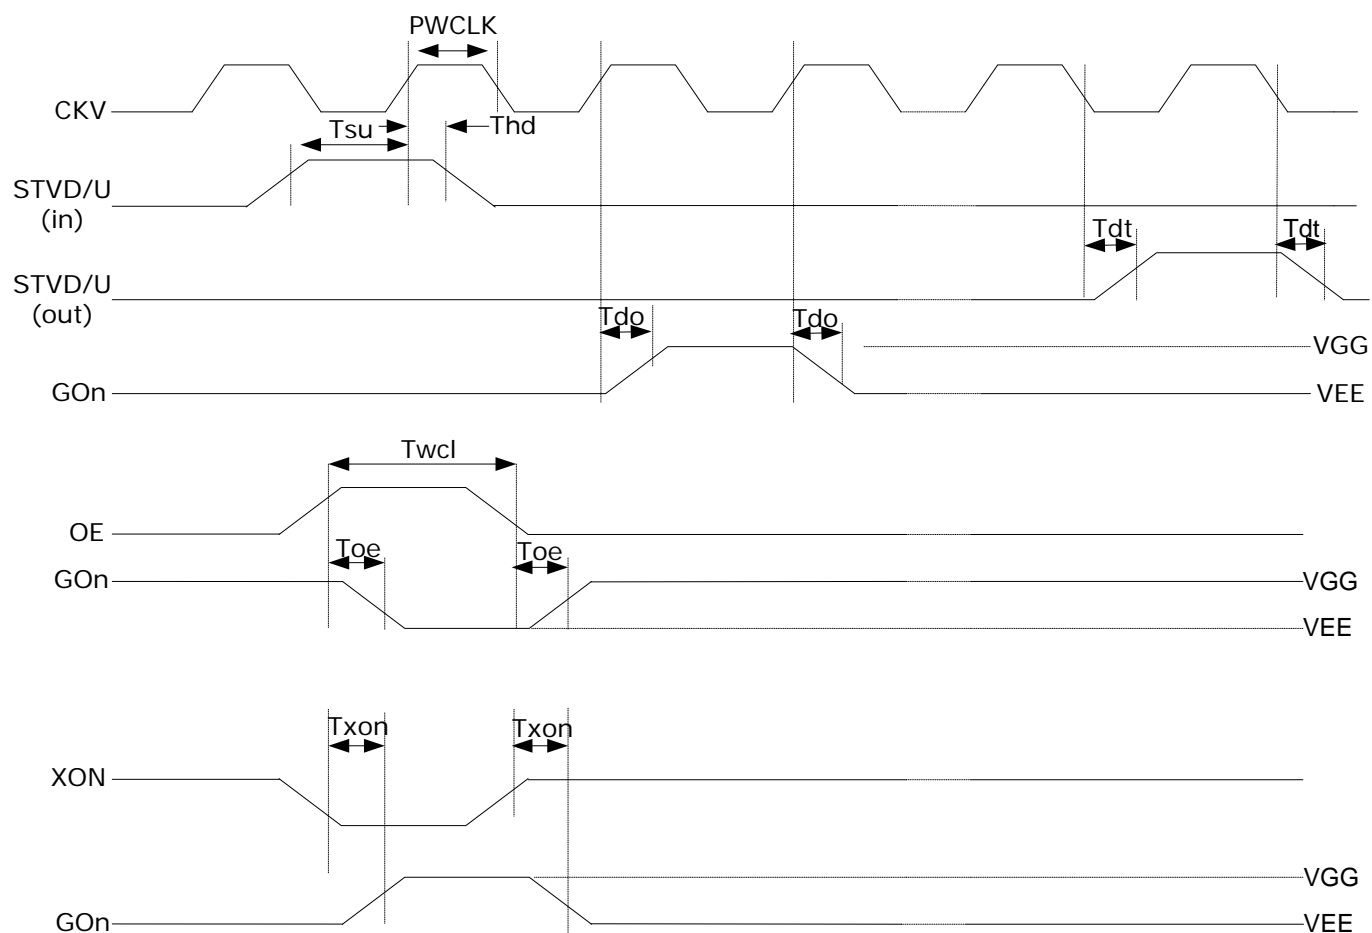 PWCLK
CKV
Tsu
Thd
STVD/U
(in)
Tdt
Tdt
STVD/U
(out)
Tdo
Tdo
VGG
GOn
VEE
Twcl
OE
Toe
Toe
GOn
VGG
VEE
Txon
Txon
XON
VGG
GOn
VEE